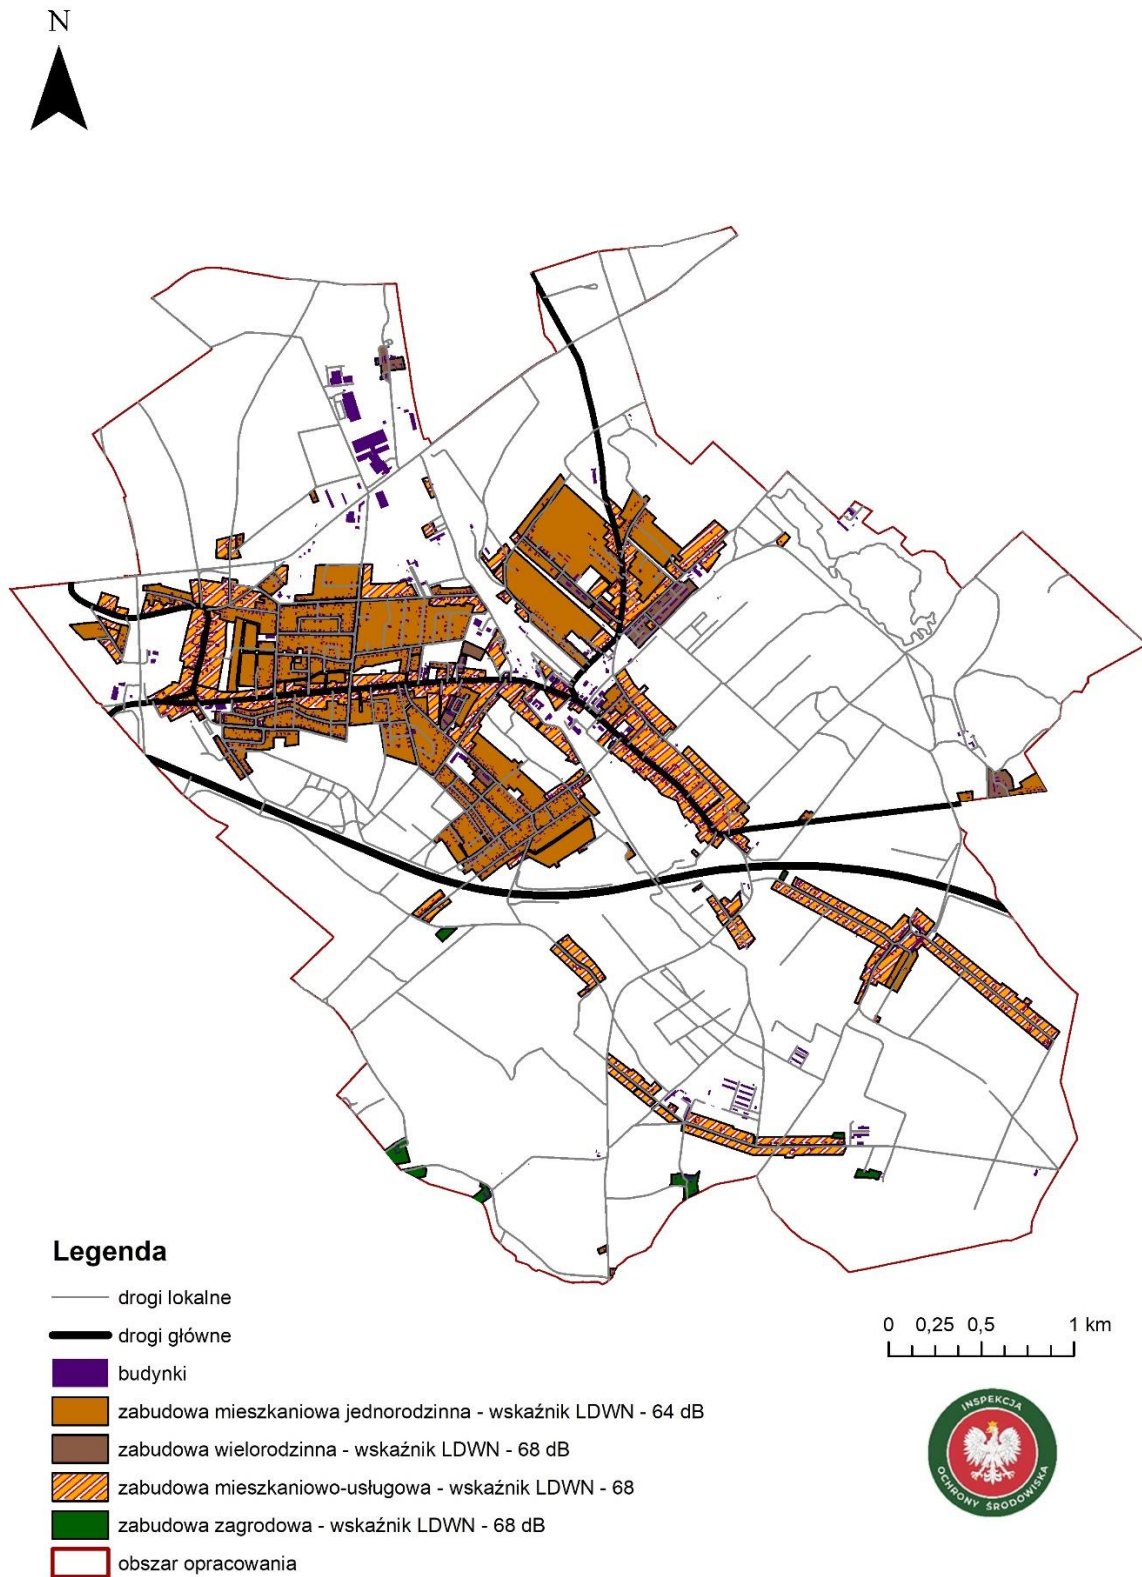 N
Legenda
drogi lokalne
drogi główne
budynki
zabudowa mieszkaniowa jednorodzinna - wskaźnik LDWN - 64 dB
zabudowa wielorodzinna - wskaźnik LDWN - 68 dB
zabudowa mieszkaniowo-usługowa - wskaźnik LDWN - 68
zabudowa zagrodowa - wskaźnik LDWN - 68 dB
obszar opracowania
0 0,25 0,5 1 km
INSPEKCJA
OCHRONY ŚRODOWISKA